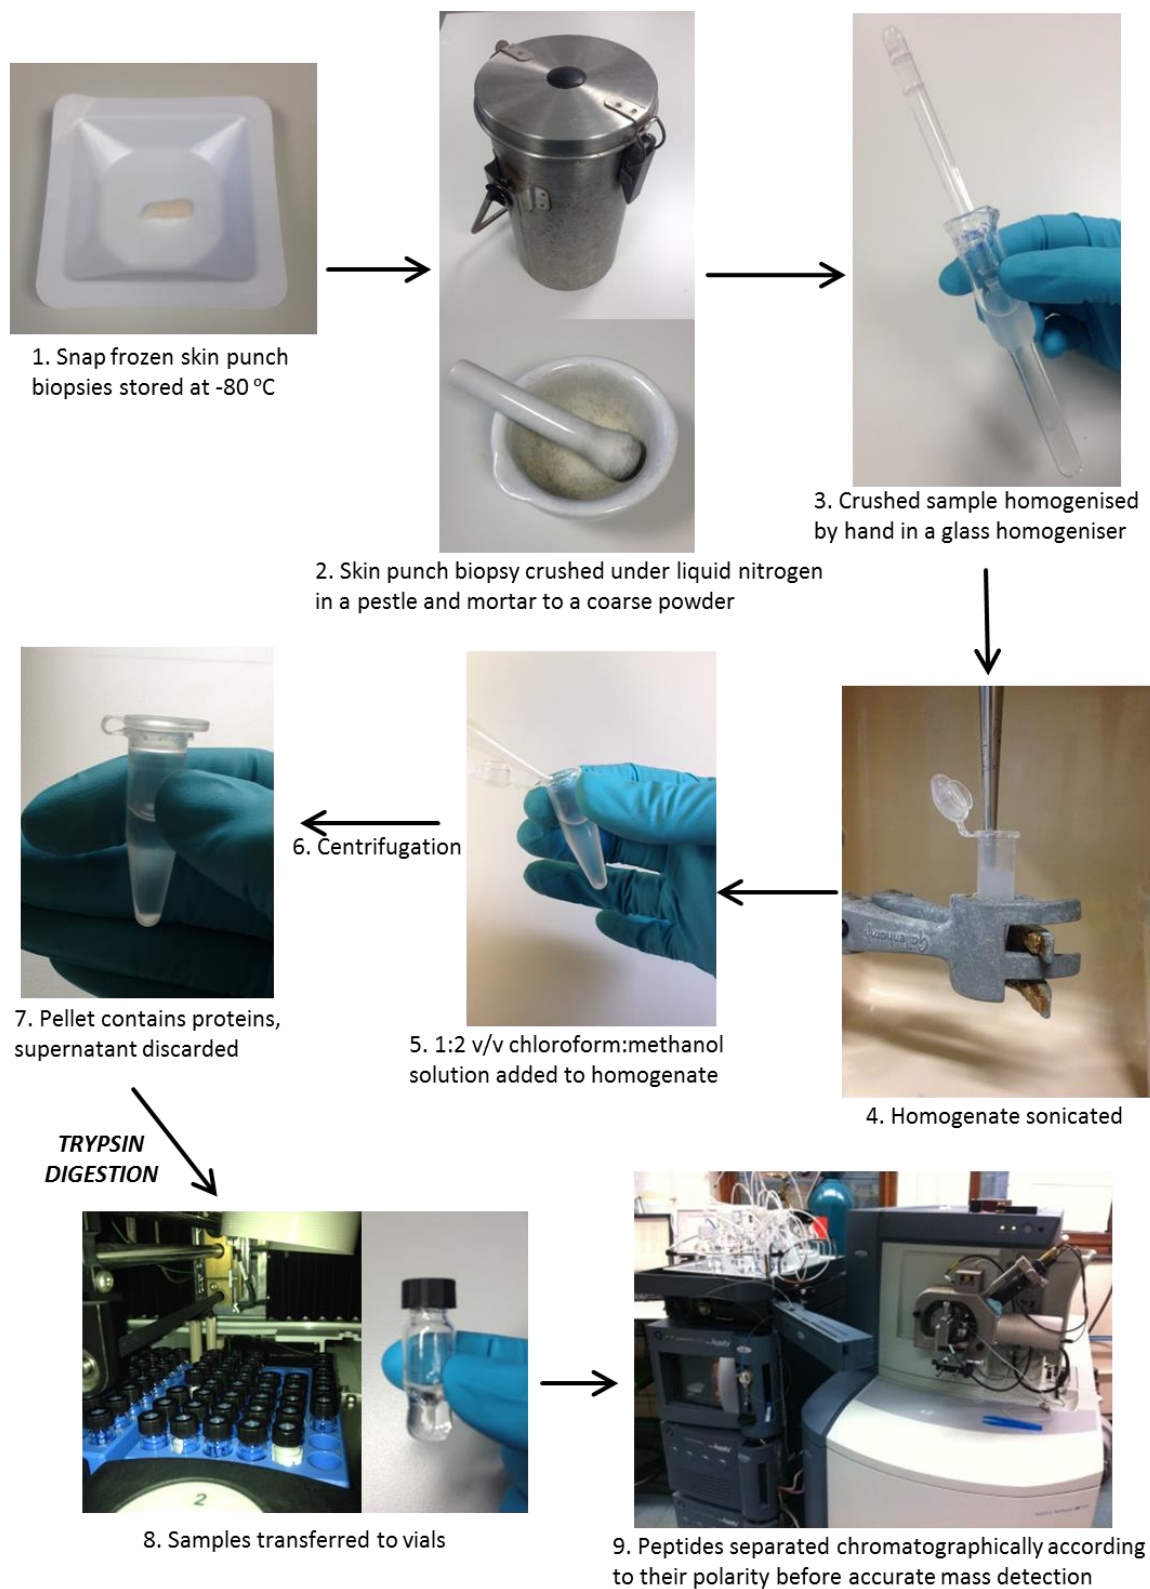 1. Snap frozen skin punch
biopsies stored at -80 °C
2. Skin punch biopsy crushed under liquid nitrogen
in a pestle and mortar to a coarse powder
3. Crushed sample homogenised
by hand in a glass homogeniser
4. Homogenate sonicated
Gallenkamp
5. 1:2 v/v chloroform:methanol
solution added to homogenate
6. Centrifugation
7. Pellet contains proteins,
supernatant discarded
TRYPSIN
DIGESTION
2
8. Samples transferred to vials
9. Peptides separated chromatographically according
to their polarity before accurate mass detection